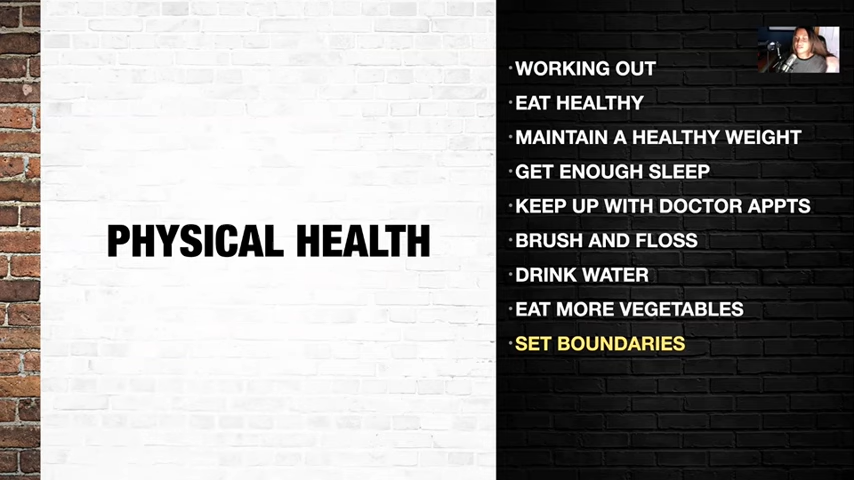 PHYSICAL HEALTH
·WORKING OUT
·EAT HEALTHY
·MAINTAIN A HEALTHY WEIGHT
·GET ENOUGH SLEEP
·KEEP UP WITH DOCTOR APPTS
·BRUSH AND FLOSS
·DRINK WATER
·EAT MORE VEGETABLES
·SET BOUNDARIES